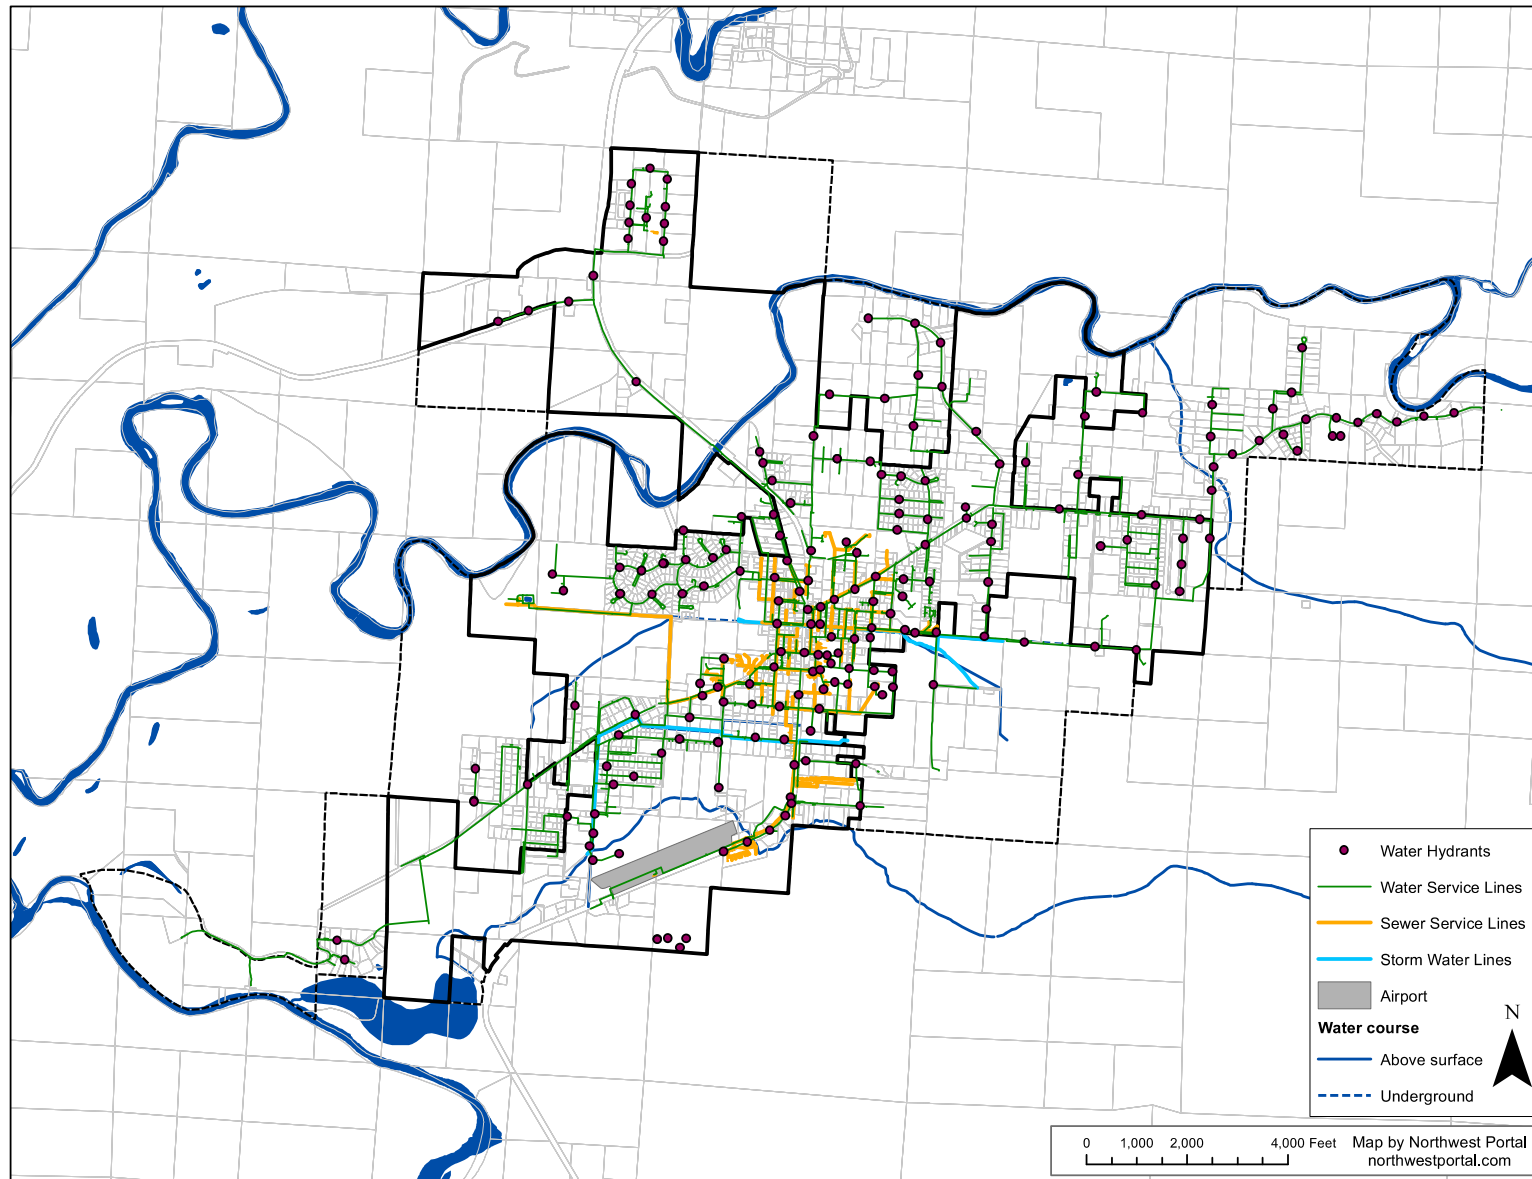 Water Hydrants
Water Service Lines
Sewer Service Lines
Storm Water Lines
Airport
Water course
Above surface
Underground
N
0 1,000 2,000 4,000 Feet
Map by Northwest Portal
northwestportal.com